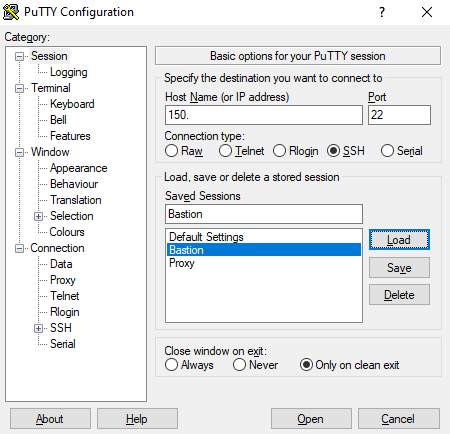 PuTTY Configuration
?
Category:
Session
Logging
Terminal
Keyboard
Bell
Features
Window
Appearance
Behaviour
Translation
Selection
Colours
Connection
Data
Proxy
Telnet
Rlogin
SSH
Serial
Basic options for your PuTTY session
Specify the destination you want to connect to
Host Name (or IP address) Port
150. 22
Connection type:
Raw Telnet Rlogin SSH Serial
Load, save or delete a stored session
Saved Sessions
Bastion
Default Settings
Bastion
Proxy
Load
Save
Delete
Close window on exit:
Always Never Only on clean exit
About Help Open Cancel